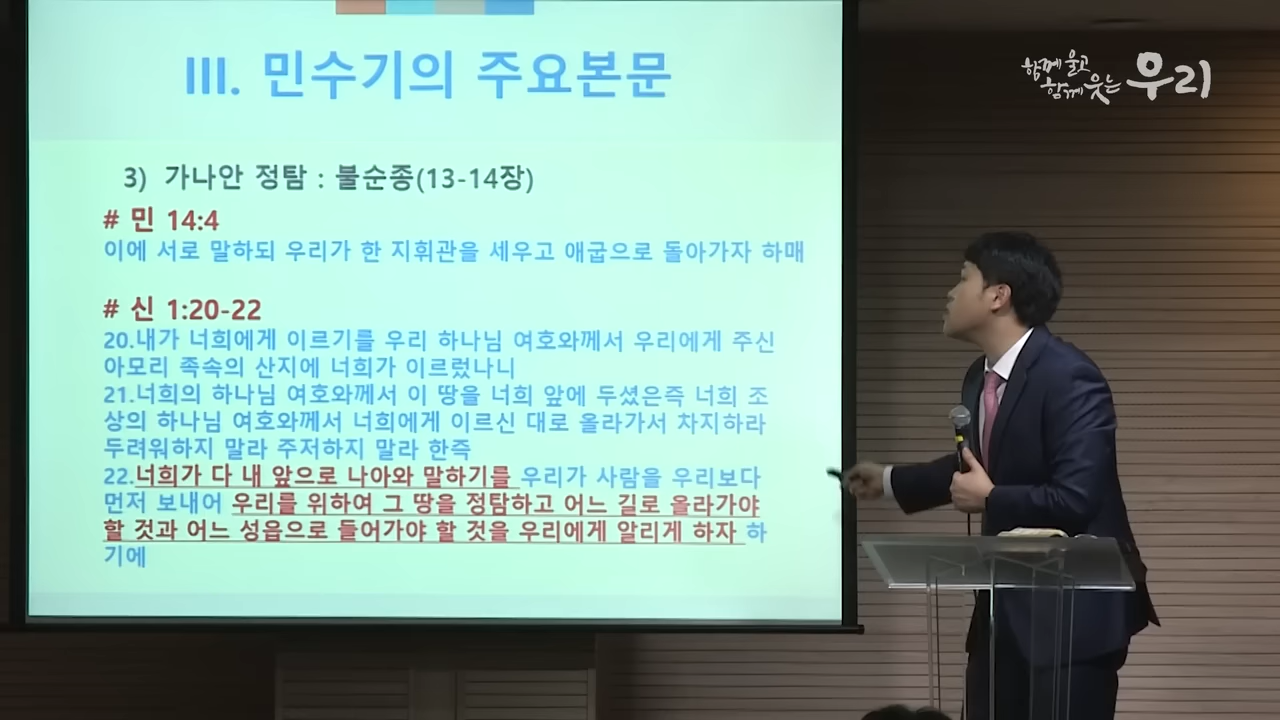 III. 민수기의 주요본문
함께 울고
함께 웃는 우리
3) 가나안 정탐 : 불순종(13-14장)
# 민 14:4
이에 서로 말하되 우리가 한 지휘관을 세우고 애굽으로 돌아가자 하매
# 신 1:20-22
20.내가 너희에게 이르기를 우리 하나님 여호와께서 우리에게 주신
아모리 족속의 산지에 너희가 이르렀나니
21.너희의 하나님 여호와께서 이 땅을 너희 앞에 두셨은즉 너희 조
상의 하나님 여호와께서 너희에게 이르신 대로 올라가서 차지하라
두려워하지 말라 주저하지 말라 한즉
22.너희가 다 내 앞으로 나아와 말하기를 우리가 사람을 우리보다
먼저 보내어 우리를 위하여 그 땅을 정탐하고 어느 길로 올라가야
할 것과 어느 성읍으로 들어가야 할 것을 우리에게 알리게 하자 하
기에